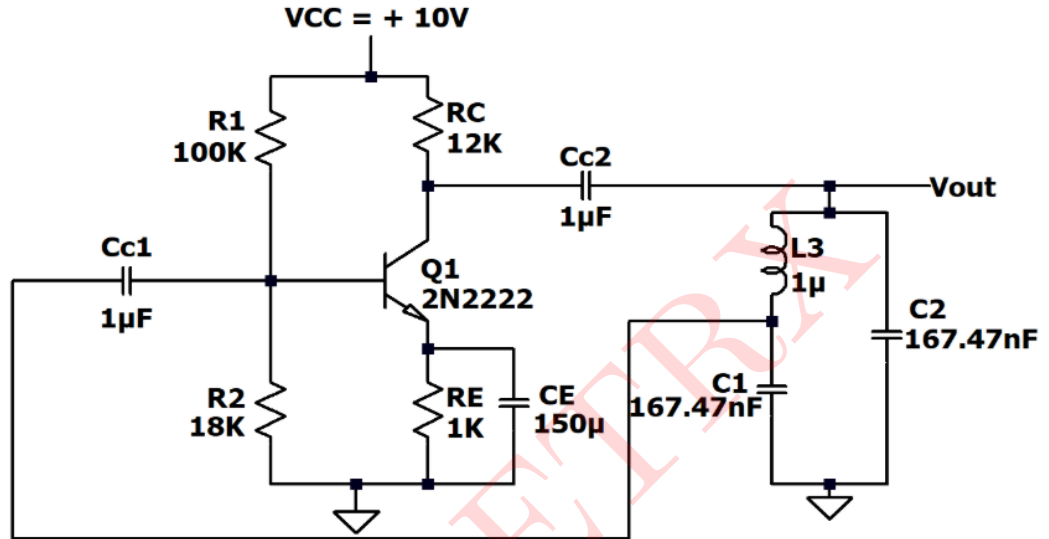 VCC = + 10V
R1
100K
RC
12K
Cc2
1µF
Vout
Cc1
1µF
Q1
2N2222
L3
1µ
C2
167.47nF
R2
18K
RE
1K
CE
150µ
C1
167.47nF
ETRX